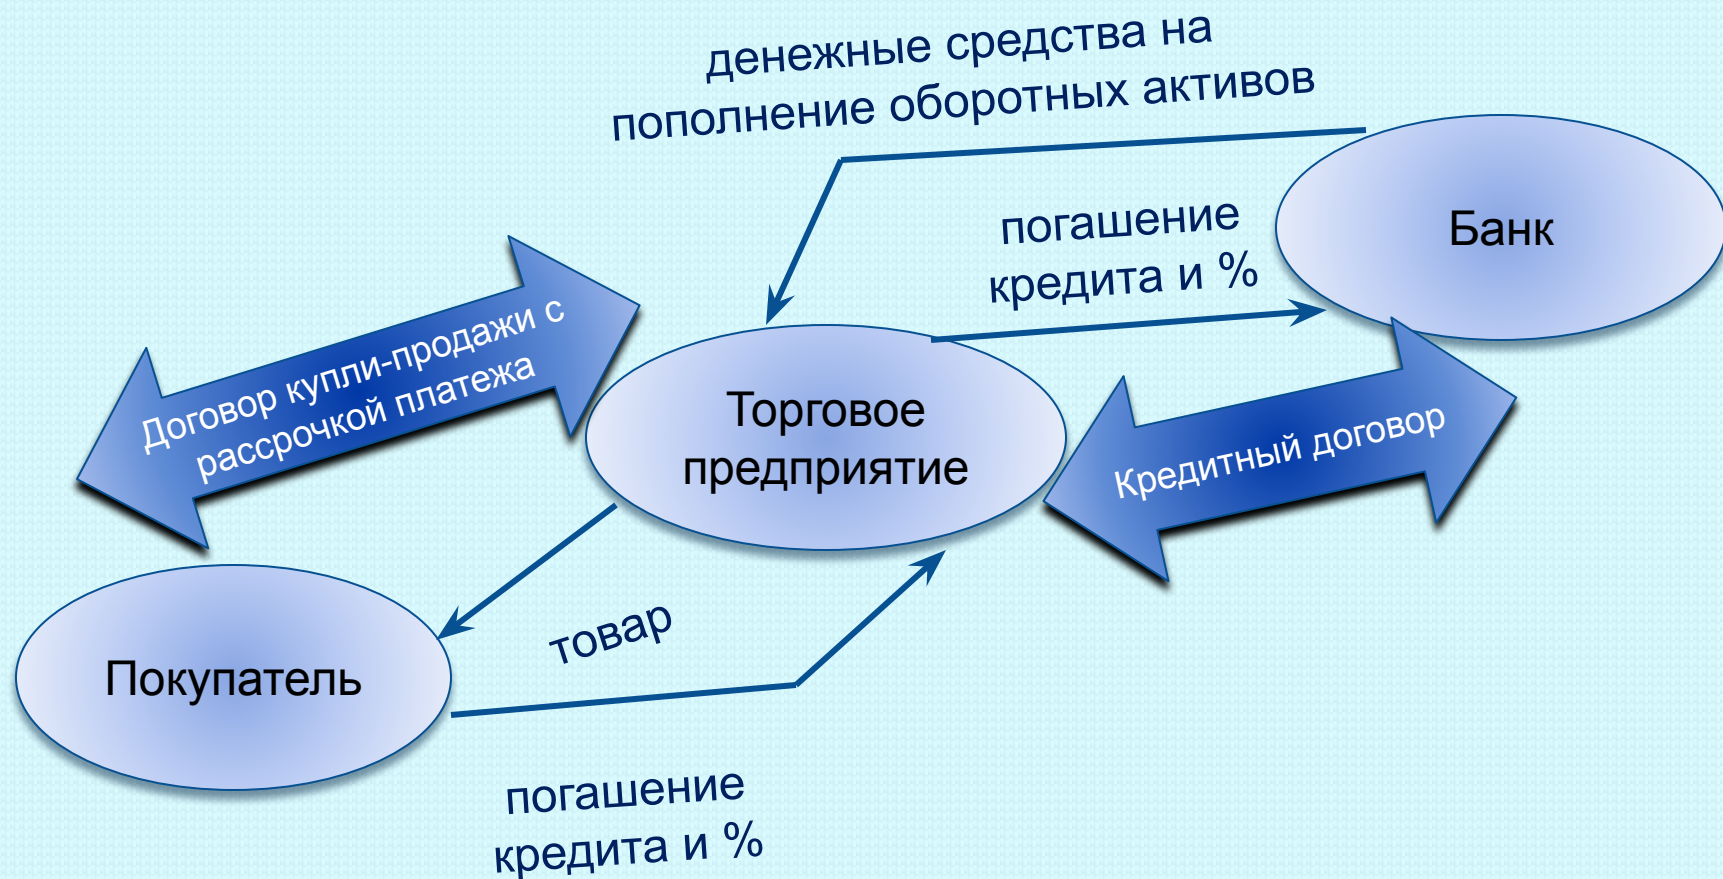 денежные средства на
пополнение оборотных активов
Банк
погашение
кредита и %
Договор купли-продажи с
рассрочкой платежа
Торговое
предприятие
Кредитный договор
товар
Покупатель
погашение
кредита и %